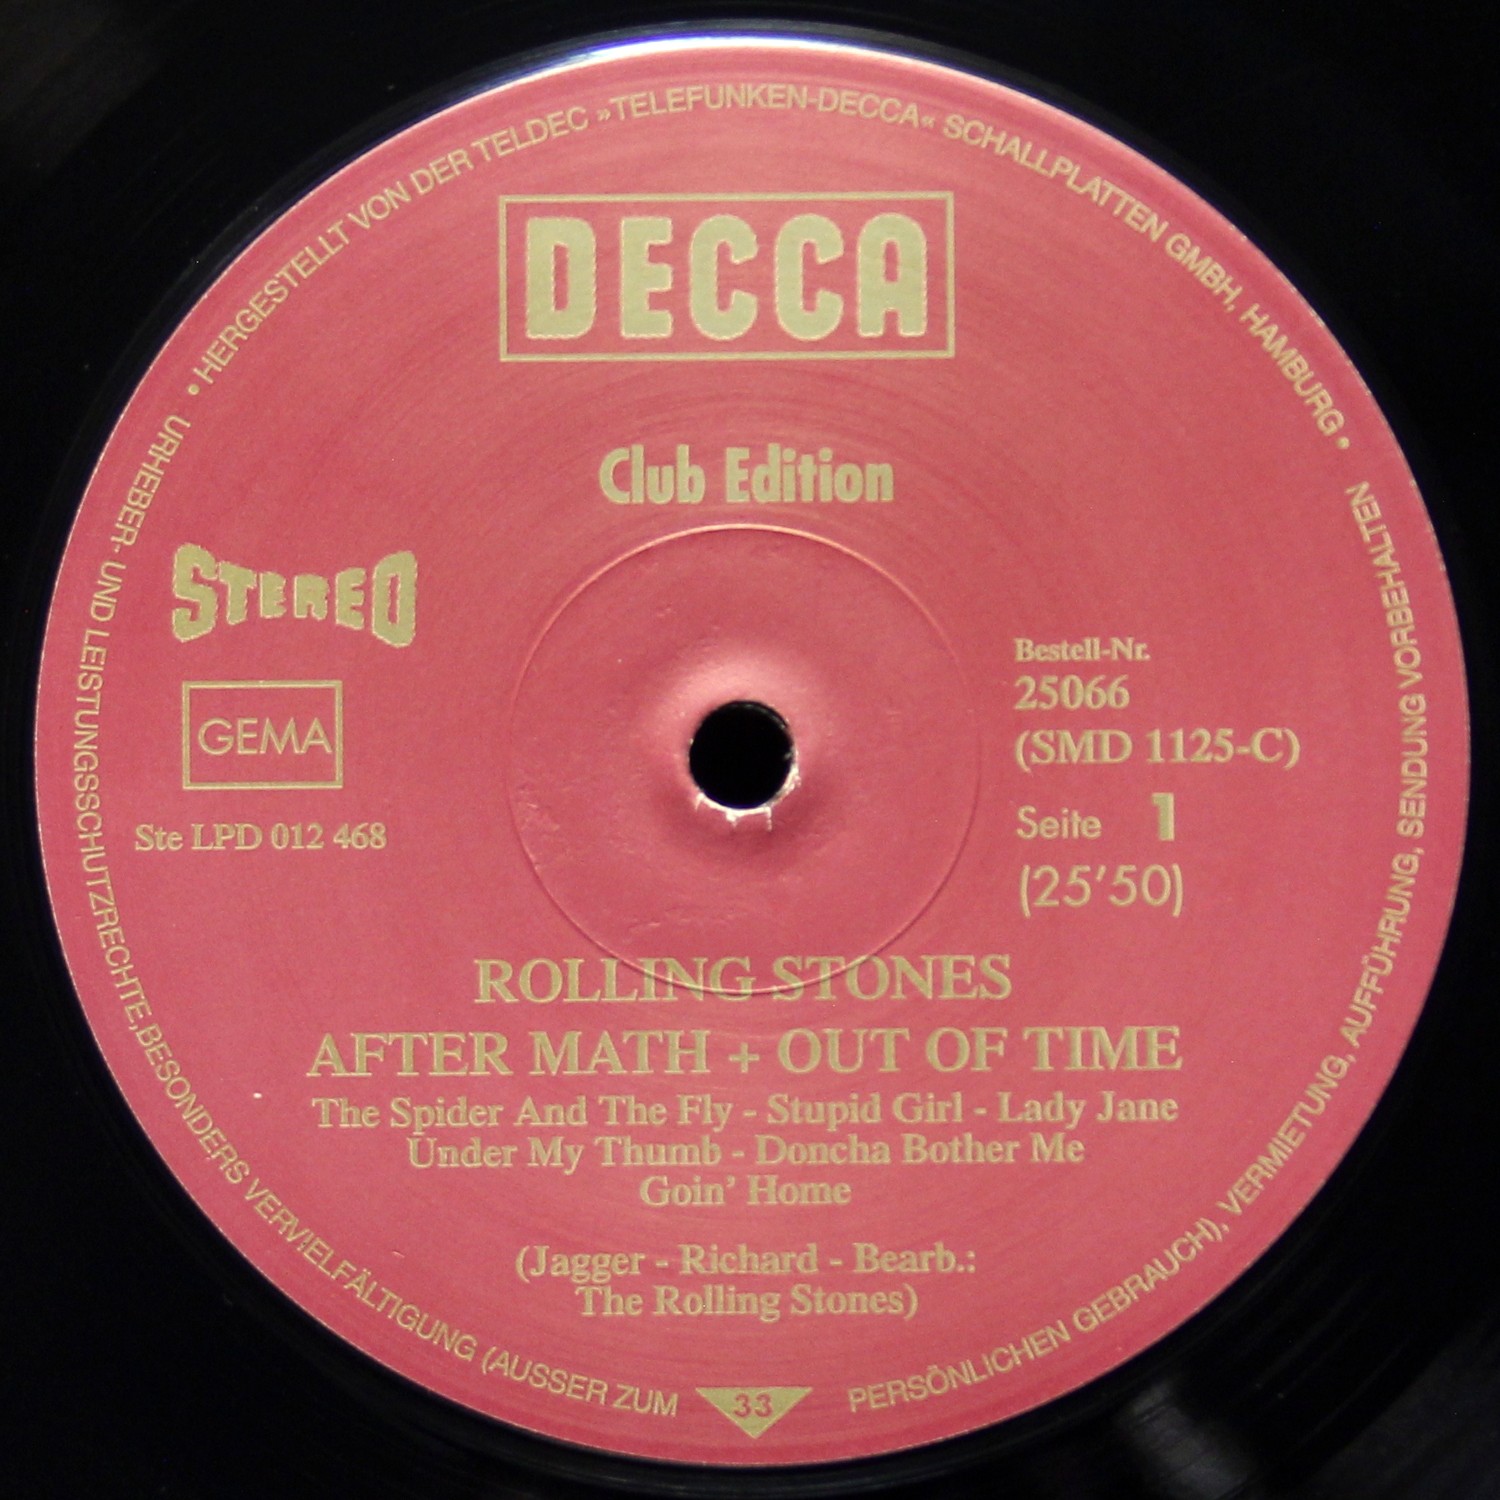 • HERGESTELLT VON DER TELDEC »TELEFUNKEN-DECCA« SCHALLPLATTEN GMBH, HAMBURG •
DECCA
Club Edition
STEREO
GEMA
Ste LPD 012 468
Bestell-Nr.
25066
(SMD 1125-C)
Seite 1
(25'50)
ROLLING STONES
AFTER MATH + OUT OF TIME
The Spider And The Fly - Stupid Girl - Lady Jane
Under My Thumb - Doncha Bother Me
Goin' Home
(Jagger - Richard - Bearb.:
The Rolling Stones)
33
URHEBER- UND LEISTUNGSSCHUTZRECHTE, BESONDERS VERVIELFÄLTIGUNG (AUSSER ZUM PERSÖNLICHEN GEBRAUCH), VERMIETUNG, AUFFÜHRUNG, SENDUNG VORBEHALTEN